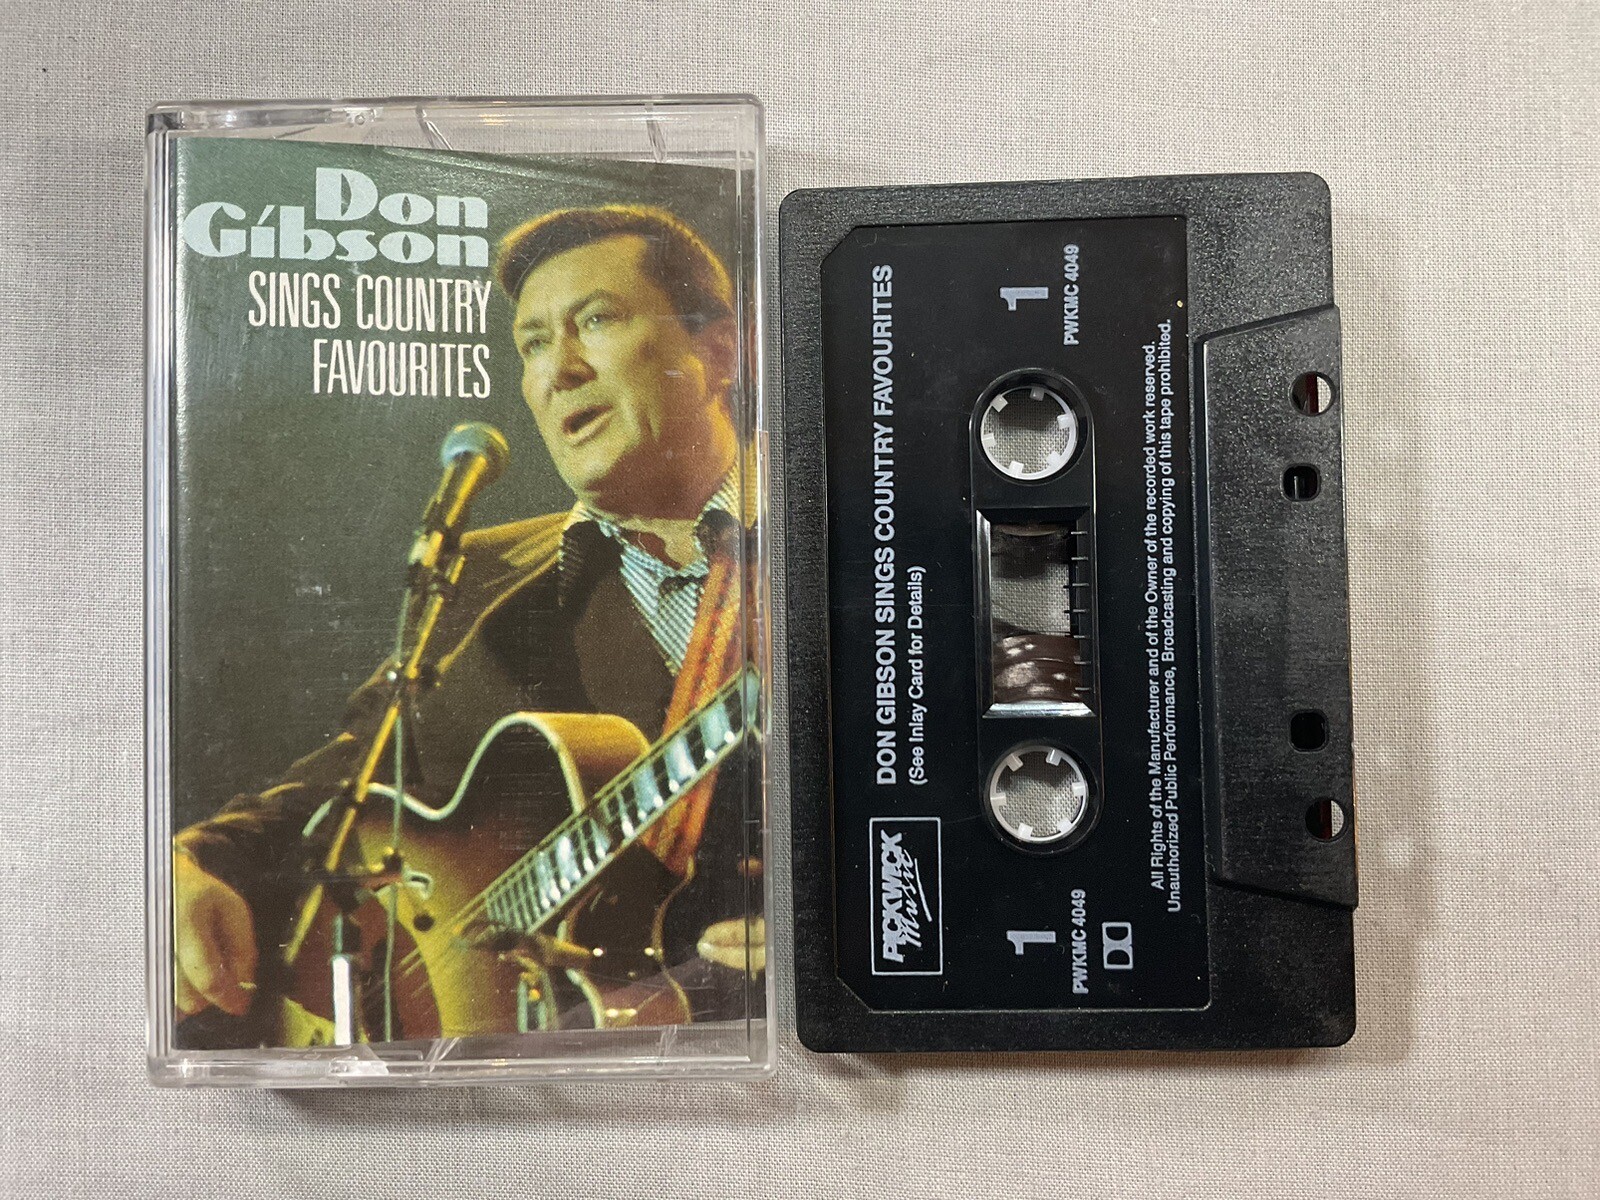 Don
Gibson
SINGS COUNTRY
FAVOURITES
DON GIBSON SINGS COUNTRY FAVOURITES
(See Inlay Card for Details)
PICKWICK
Music
1
PWKMC 4049
1
PWKMC 4049
All Rights of the Manufacturer and of the Owner of the recorded work reserved.
Unauthorized Public Performance, Broadcasting and copying of this tape prohibited.